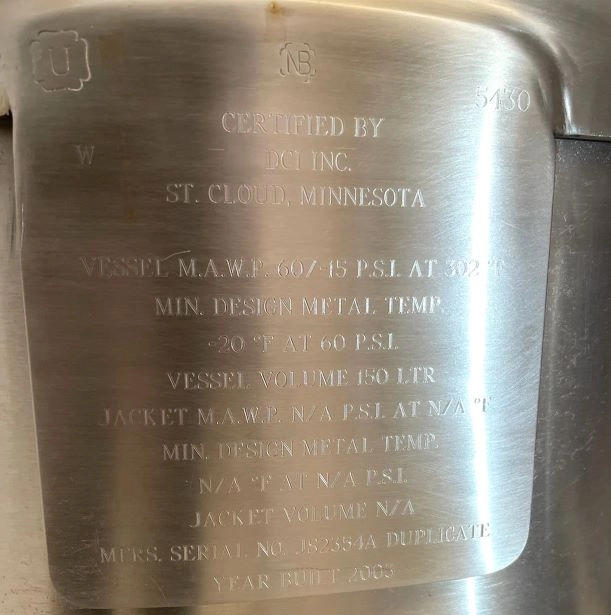 U
NB
5430
CERTIFIED BY
W DCI INC.
ST. CLOUD, MINNESOTA
VESSEL M.A.W.P. 60/-15 P.S.I. AT 302 °F
MIN. DESIGN METAL TEMP.
-20 °F AT 60 P.S.I.
VESSEL VOLUME 150 LTR
JACKET M.A.W.P. N/A P.S.I. AT N/A °F
MIN. DESIGN METAL TEMP.
N/A °F AT N/A P.S.I.
JACKET VOLUME N/A
MFRS. SERIAL NO. JS2354A DUPLICATE
YEAR BUILT 2005